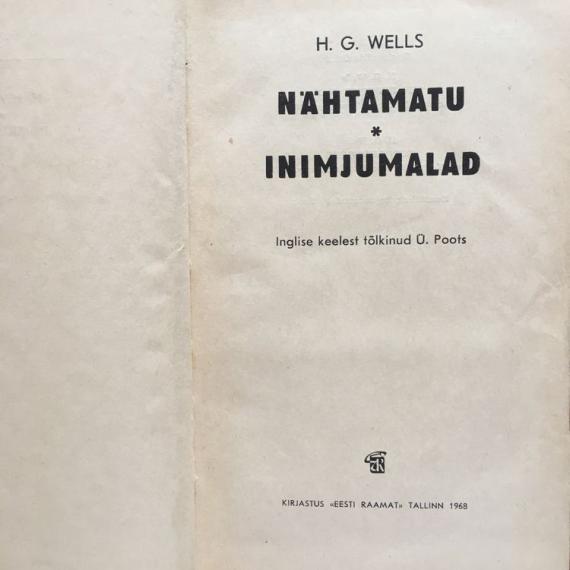 H. G. WELLS
NÄHTAMATU
*
INIMJUMALAD
Inglise keelest tõlkinud Ü. Poots
KIRJASTUS «EESTI RAAMAT» TALLINN 1968